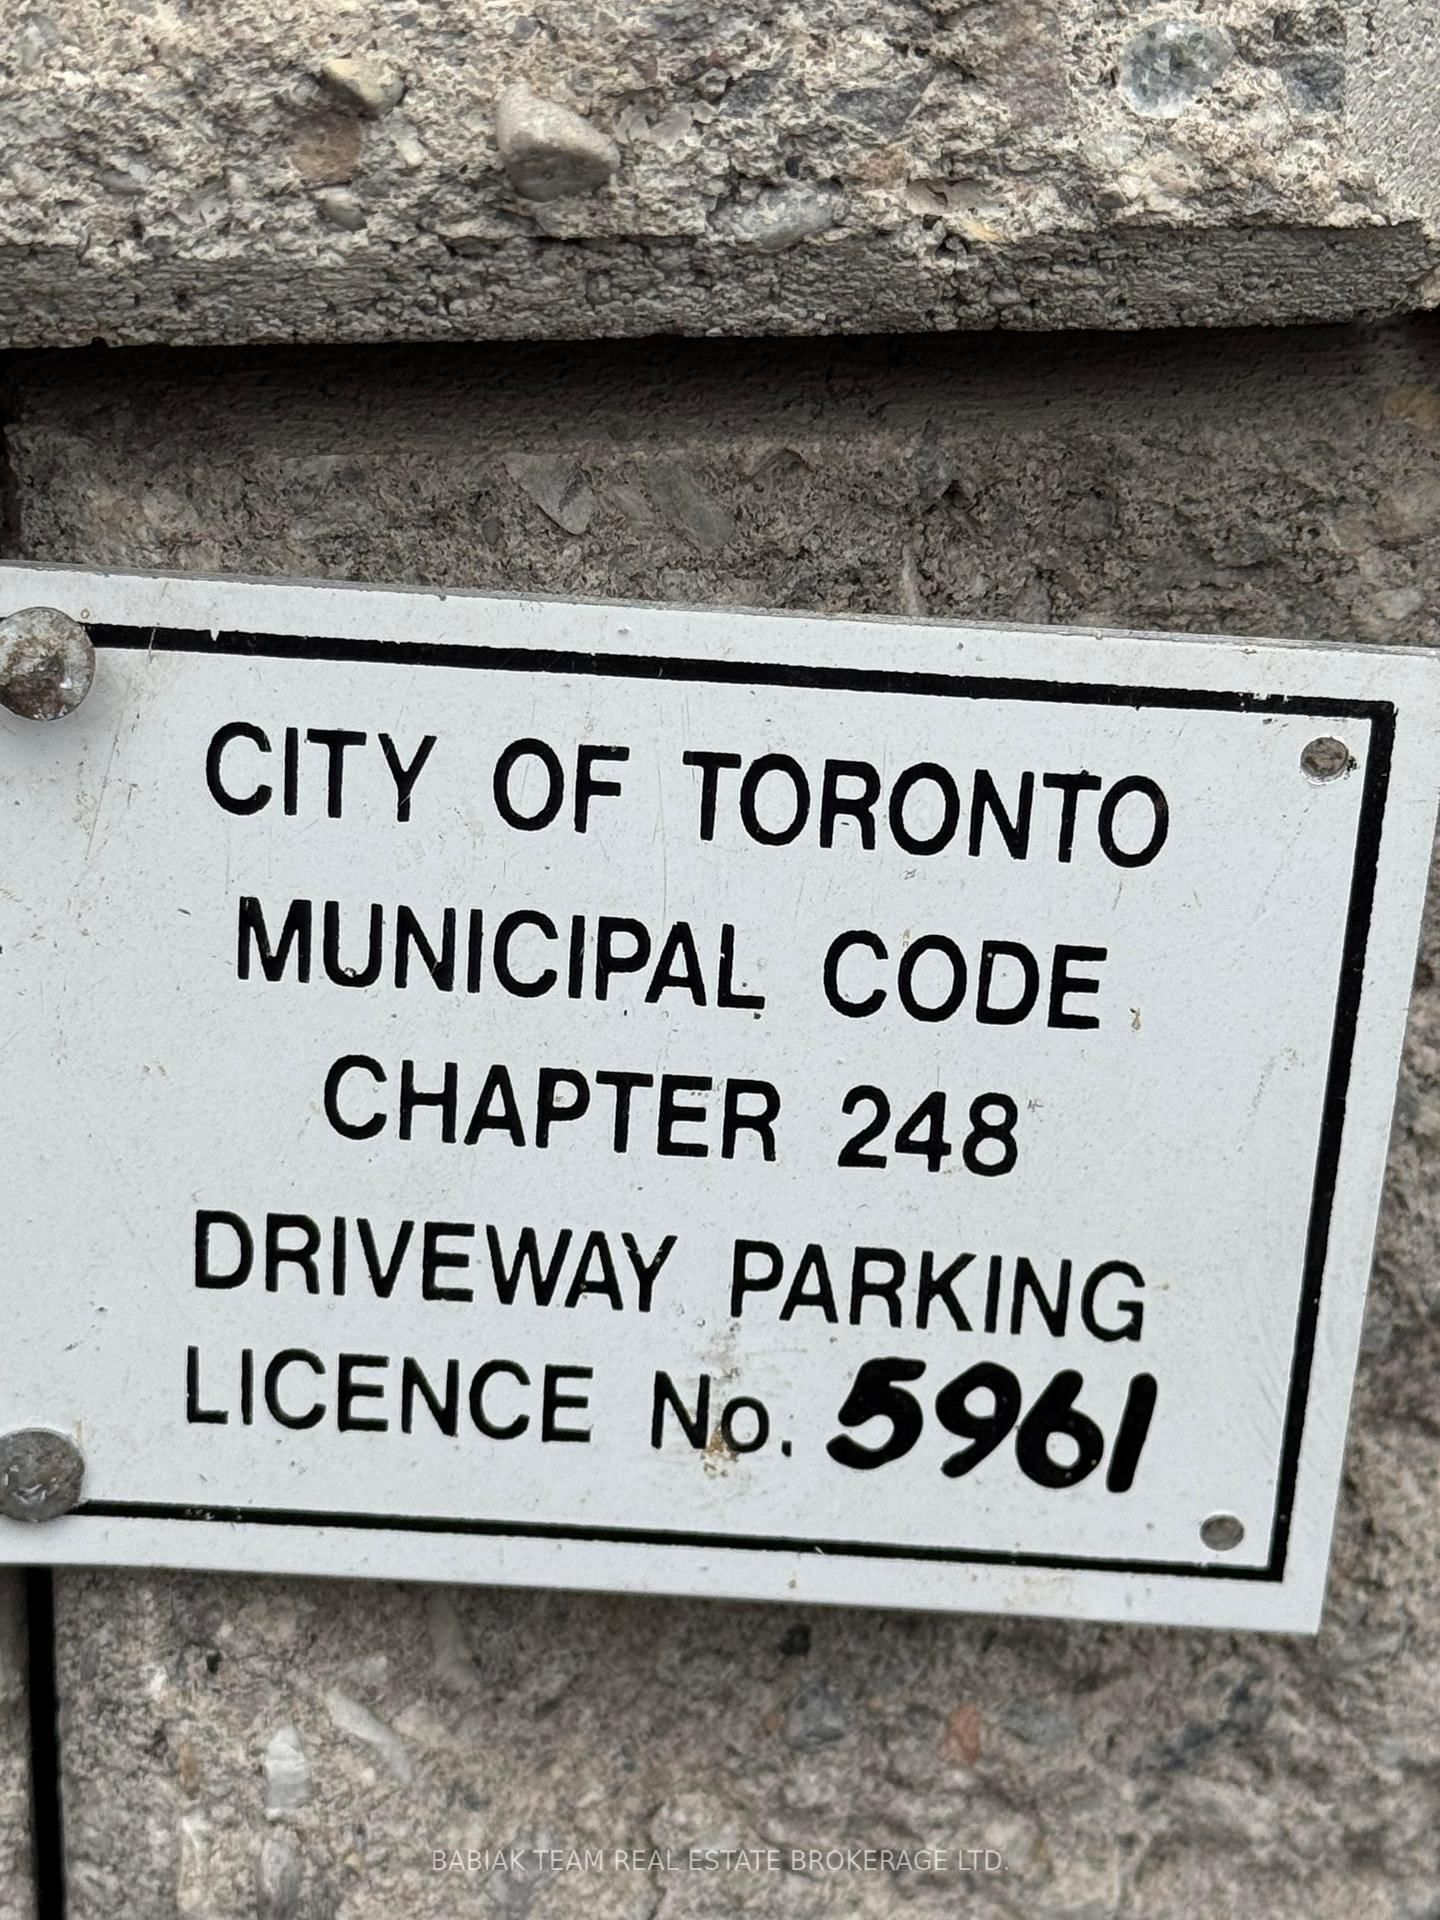 CITY OF TORONTO
MUNICIPAL CODE
CHAPTER 248
DRIVEWAY PARKING
LICENCE No. 5961
BABIAK TEAM REAL ESTATE BROKERAGE LTD.